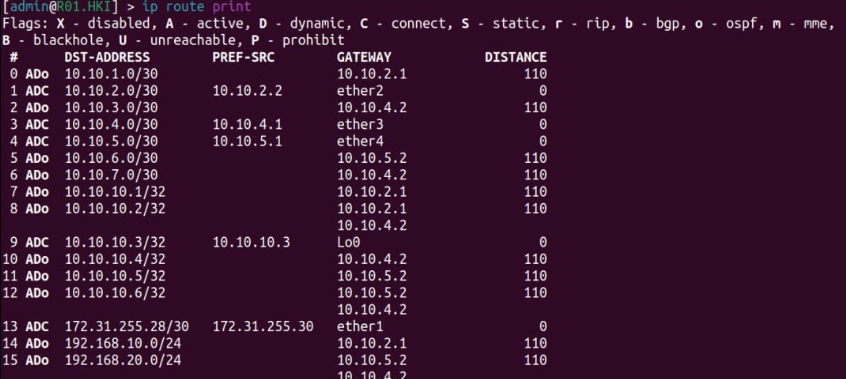 [admin@R01.HKI] > ip route print
Flags: X - disabled, A - active, D - dynamic, C - connect, S - static, r - rip, b - bgp, o - ospf, m - mme,
B - blackhole, U - unreachable, P - prohibit
 #      DST-ADDRESS        PREF-SRC        GATEWAY            DISTANCE
 0 ADo  10.10.1.0/30                       10.10.2.1               110
 1 ADC  10.10.2.0/30       10.10.2.2       ether2                    0
 2 ADo  10.10.3.0/30                       10.10.4.2               110
 3 ADC  10.10.4.0/30       10.10.4.1       ether3                    0
 4 ADC  10.10.5.0/30       10.10.5.1       ether4                    0
 5 ADo  10.10.6.0/30                       10.10.5.2               110
 6 ADo  10.10.7.0/30                       10.10.4.2               110
 7 ADo  10.10.10.1/32                      10.10.2.1               110
 8 ADo  10.10.10.2/32                      10.10.2.1               110
                                           10.10.4.2
 9 ADC  10.10.10.3/32      10.10.10.3      Lo0                       0
10 ADo  10.10.10.4/32                      10.10.4.2               110
11 ADo  10.10.10.5/32                      10.10.5.2               110
12 ADo  10.10.10.6/32                      10.10.5.2               110
                                           10.10.4.2
13 ADC  172.31.255.28/30   172.31.255.30   ether1                    0
14 ADo  192.168.10.0/24                    10.10.2.1               110
15 ADo  192.168.20.0/24                    10.10.5.2               110
                                           10.10.4.2